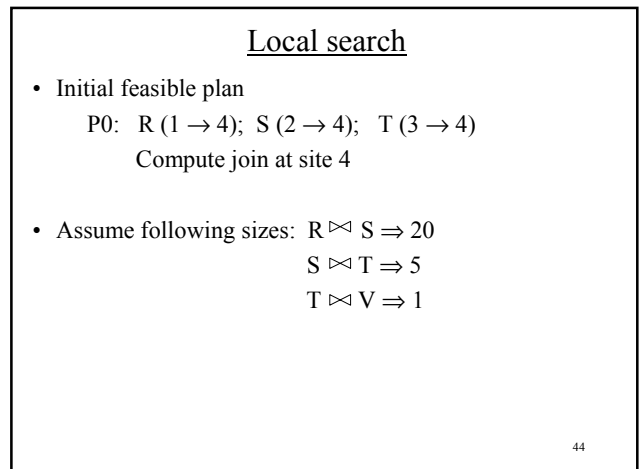 Local search
• Initial feasible plan
P0: R (1 → 4); S (2 → 4); T (3 → 4)
Compute join at site 4
• Assume following sizes: R ⋈ S ⇒ 20
S ⋈ T ⇒ 5
T ⋈ V ⇒ 1
44